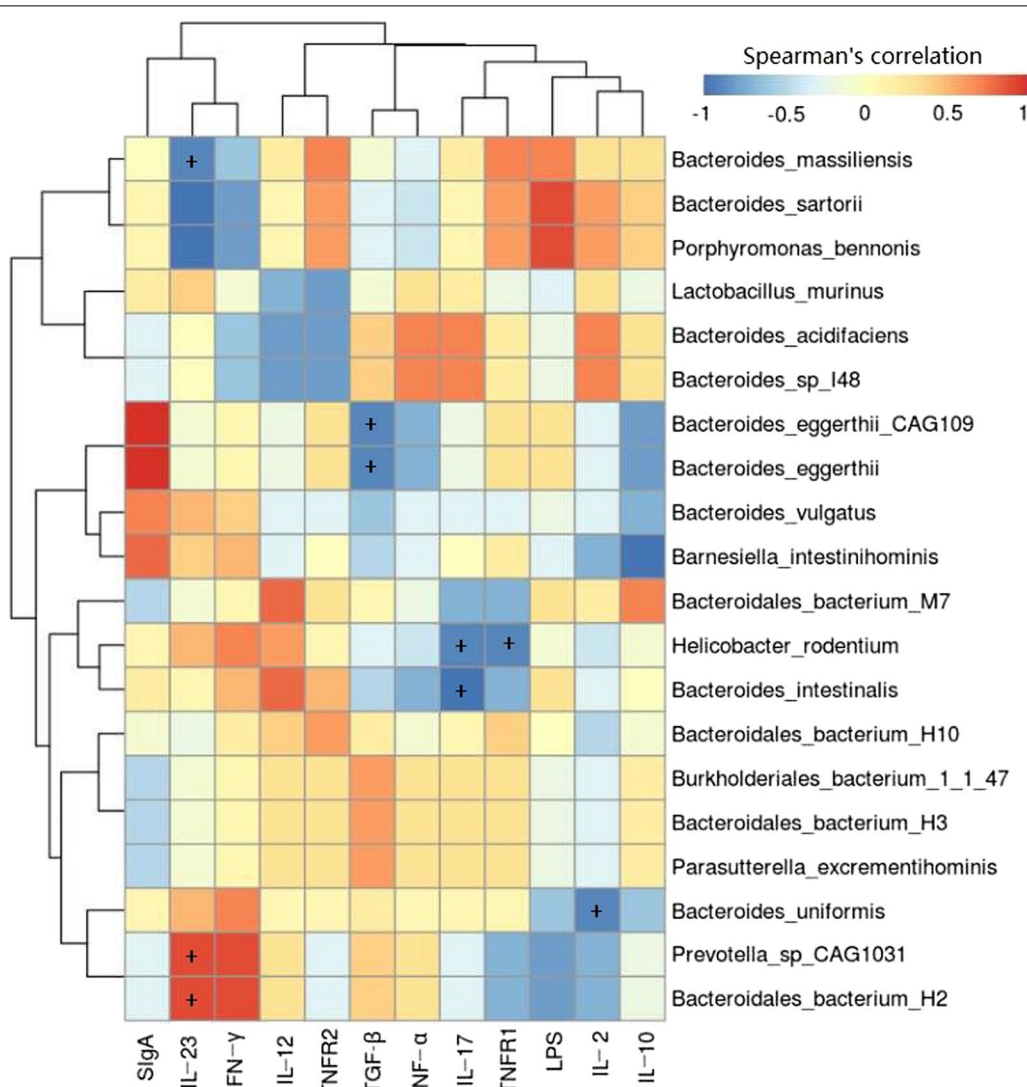 Spearman's correlation
-1 -0.5 0 0.5 1
+ Bacteroides_massiliensis
Bacteroides_sartorii
Porphyromonas_bennonis
Lactobacillus_murinus
Bacteroides_acidifaciens
Bacteroides_sp_I48
+ Bacteroides_eggerthii_CAG109
+ Bacteroides_eggerthii
Bacteroides_vulgatus
Barnesiella_intestinihominis
Bacteroidales_bacterium_M7
+ + Helicobacter_rodentium
+ Bacteroides_intestinalis
Bacteroidales_bacterium_H10
Burkholderiales_bacterium_1_1_47
Bacteroidales_bacterium_H3
Parasutterella_excrementihominis
+ Bacteroides_uniformis
+ Prevotella_sp_CAG1031
+ Bacteroidales_bacterium_H2
SIgA IL-23 FN-γ IL-12 TNFR2 TGF-β NF-α IL-17 TNFR1 LPS IL-2 IL-10